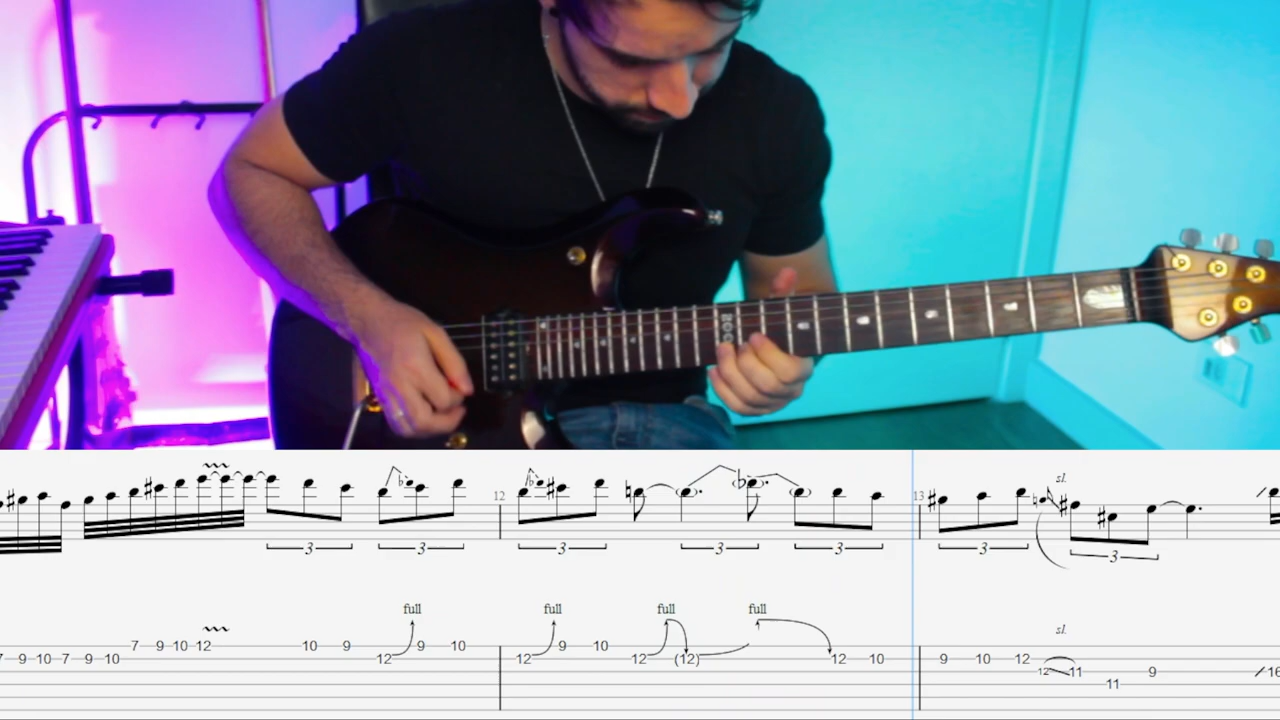 200
12
13
sl.
3 3 3 3 3 3 3
full full full full
sl.
7 9 10 12 10 9 9 10 9 10
7 9 10 7 9 10 12 12 12 (12) 12 10 9 10 12
12 11 9 16
11